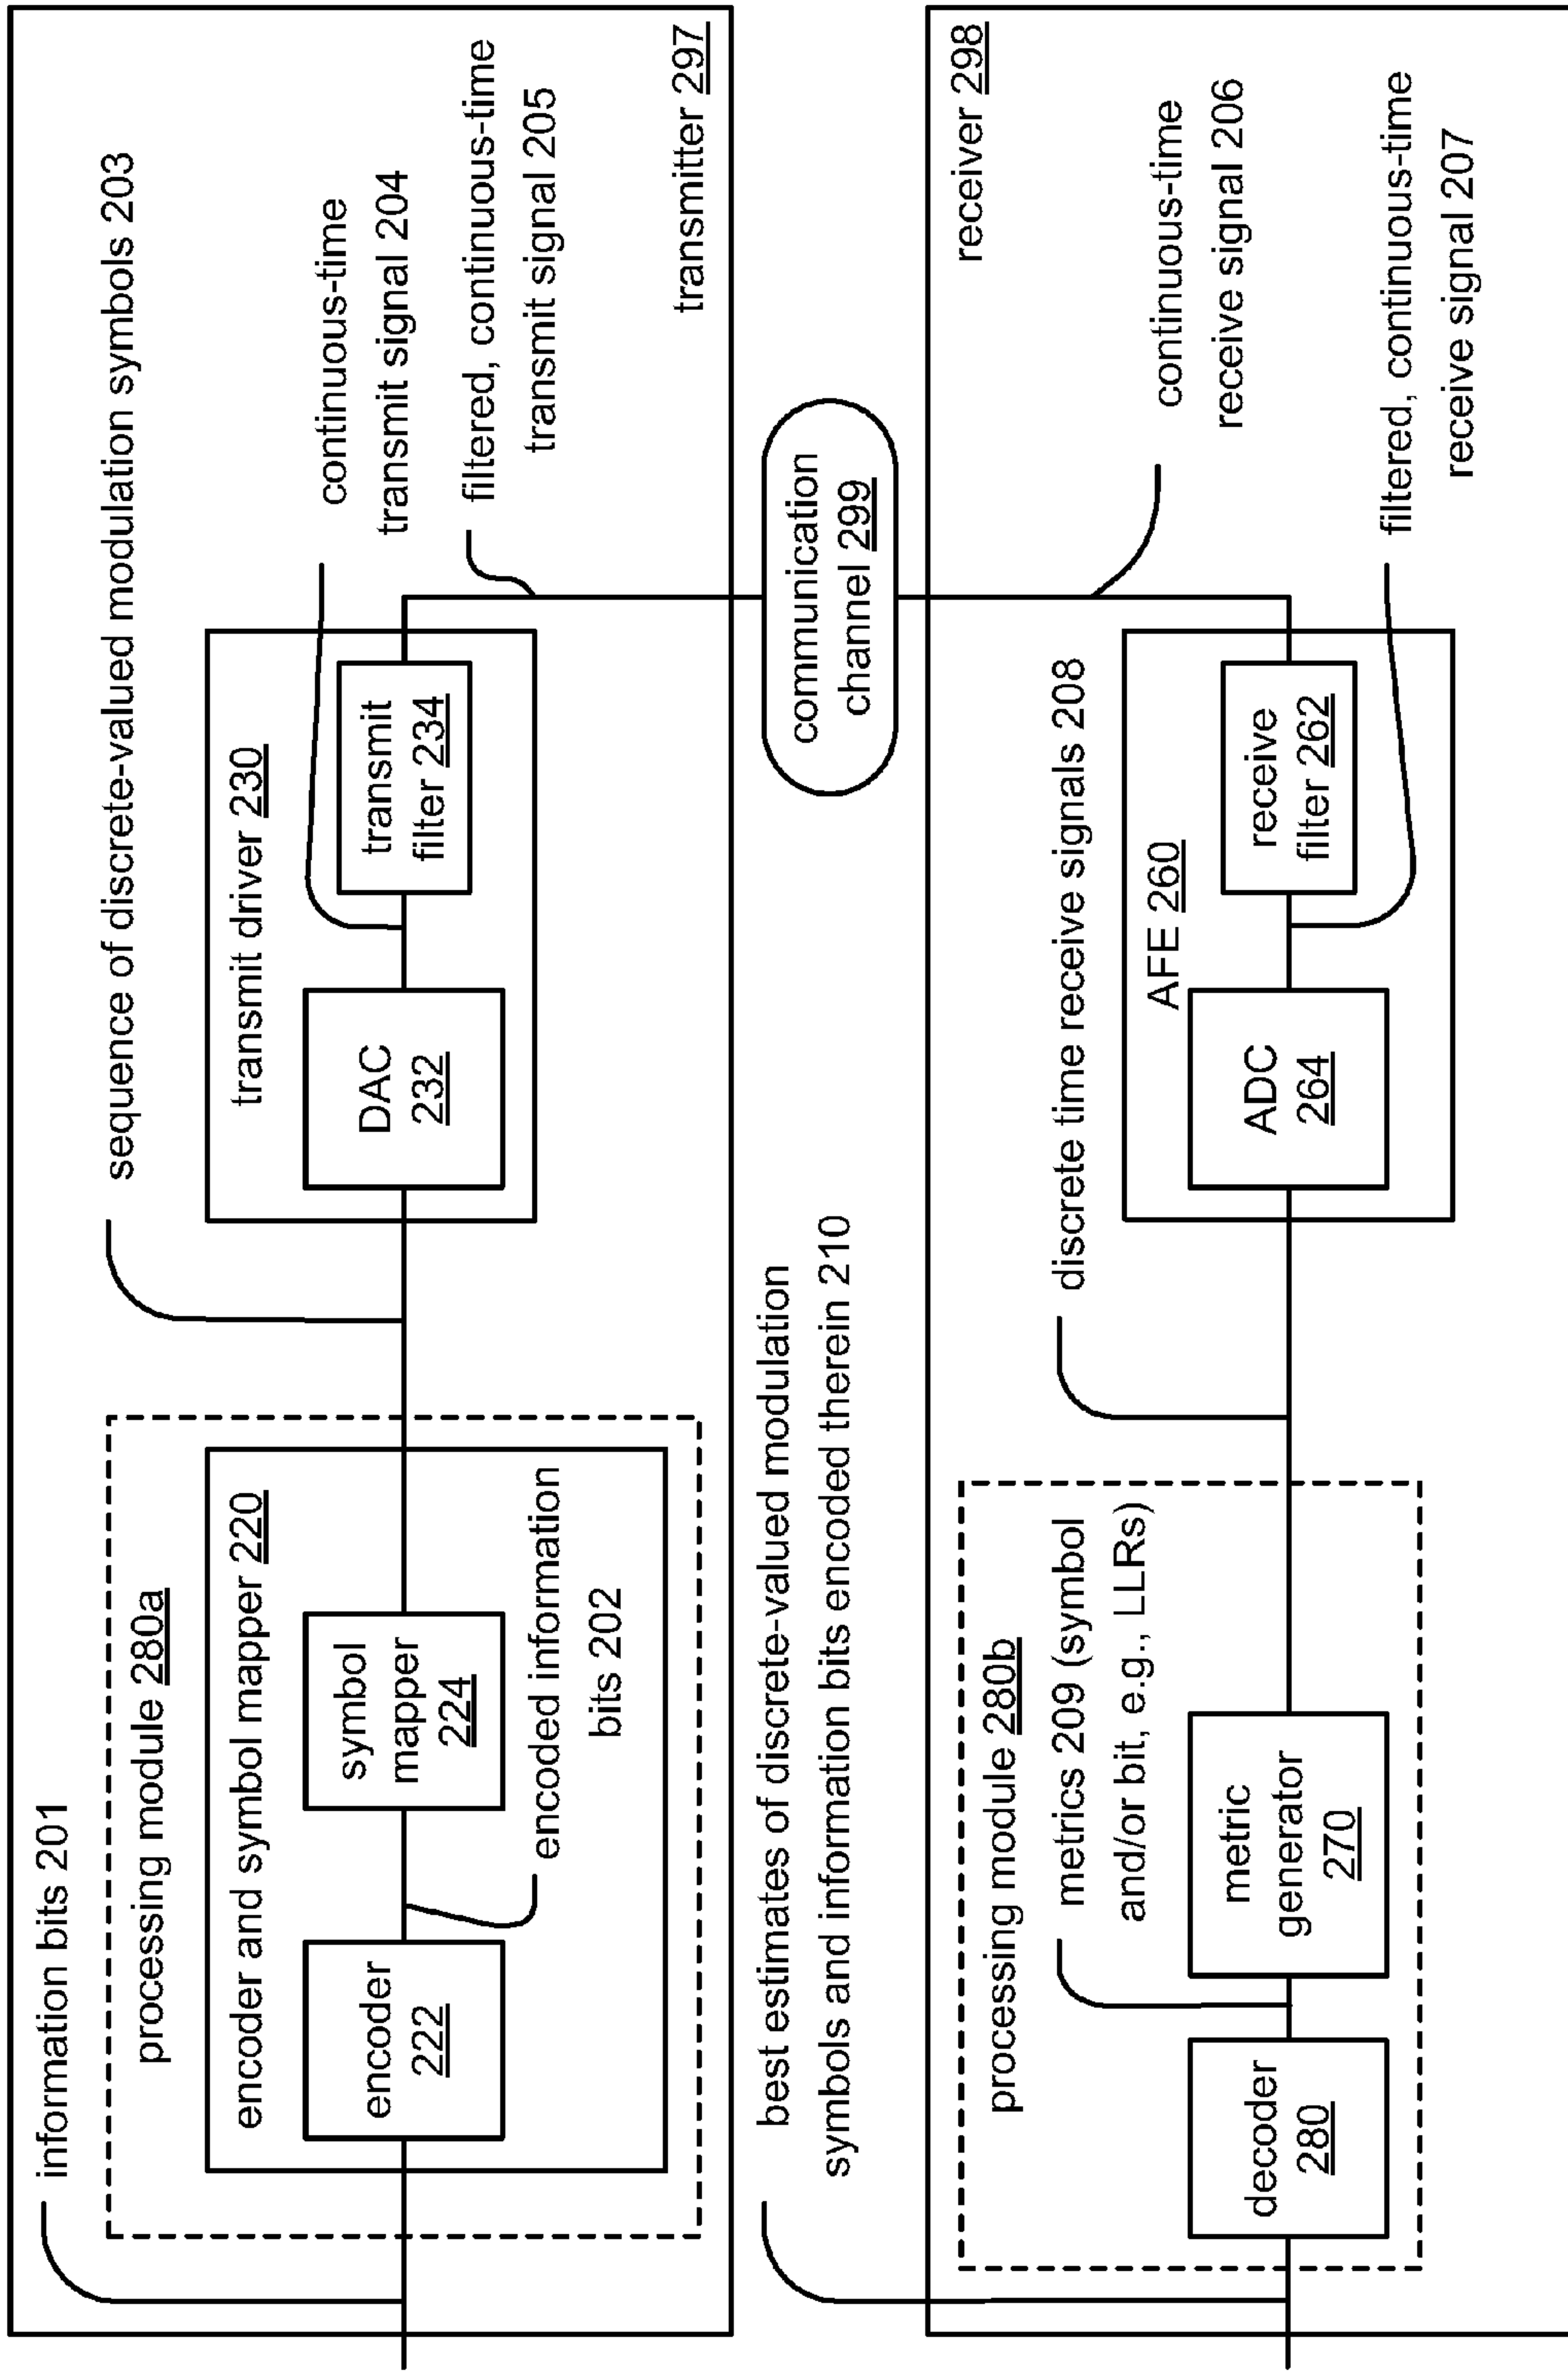 information bits 201
sequence of discrete-valued modulation symbols 203
processing module 280a
encoder and symbol mapper 220
encoder
222
symbol
mapper
224
encoded information
bits 202
transmit driver 230
DAC
232
transmit
filter 234
continuous-time
transmit signal 204
filtered, continuous-time
transmit signal 205
transmitter 297
communication
channel 299
best estimates of discrete-valued modulation
symbols and information bits encoded therein 210
receiver 298
processing module 280b
metrics 209 (symbol
and/or bit, e.g., LLRs)
decoder
280
metric
generator
270
discrete time receive signals 208
AFE 260
ADC
264
receive
filter 262
continuous-time
receive signal 206
filtered, continuous-time
receive signal 207